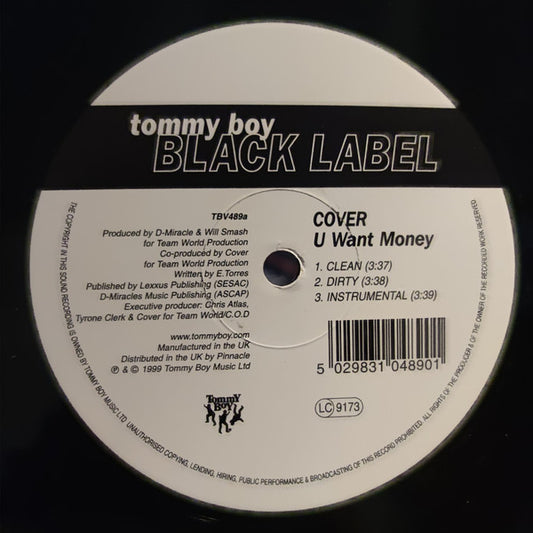 tommy boy
BLACK LABEL
TBV489a
Produced by D-Miracle & Will Smash
for Team World Production
Co-produced by Cover
for Team World Production
Written by E.Torres
Published by Lexxus Publishing (SESAC)
D-Miracles Music Publishing (ASCAP)
Executive producer: Chris Atlas,
Tyrone Clerk & Cover for Team World/C.O.D
www.tommyboy.com
Manufactured in the UK
Distributed in the UK by Pinnacle
℗ & © 1999 Tommy Boy Music Ltd
TOMMY
BOY
COVER
U Want Money
1. CLEAN (3:37)
2. DIRTY (3:38)
3. INSTRUMENTAL (3:39)
5 029831 048901
LC 9173
THE COPYRIGHT IN THIS SOUND RECORDING IS OWNED BY TOMMY BOY MUSIC LTD. UNAUTHORISED COPYING, LENDING, HIRING, PUBLIC PERFORMANCE & BROADCASTING OF THIS RECORD PROHIBITED. ALL RIGHTS OF THE PRODUCER & OF THE OWNER OF THE RECORDED WORK RESERVED